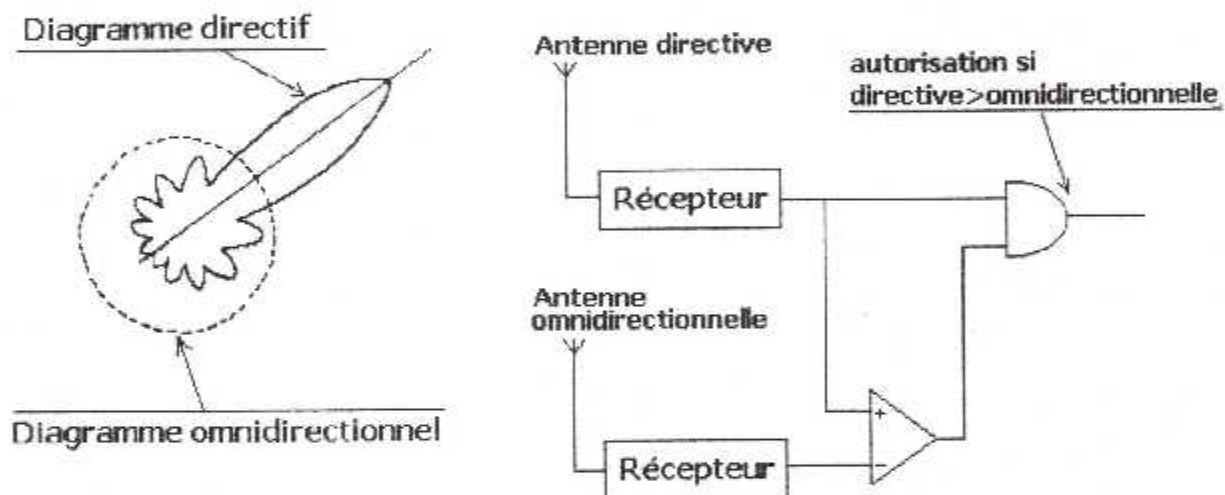 Diagramme directif
Diagramme omnidirectionnel
Antenne directive
autorisation si
directive>omnidirectionnelle
Récepteur
Antenne
omnidirectionnelle
+
-
Récepteur